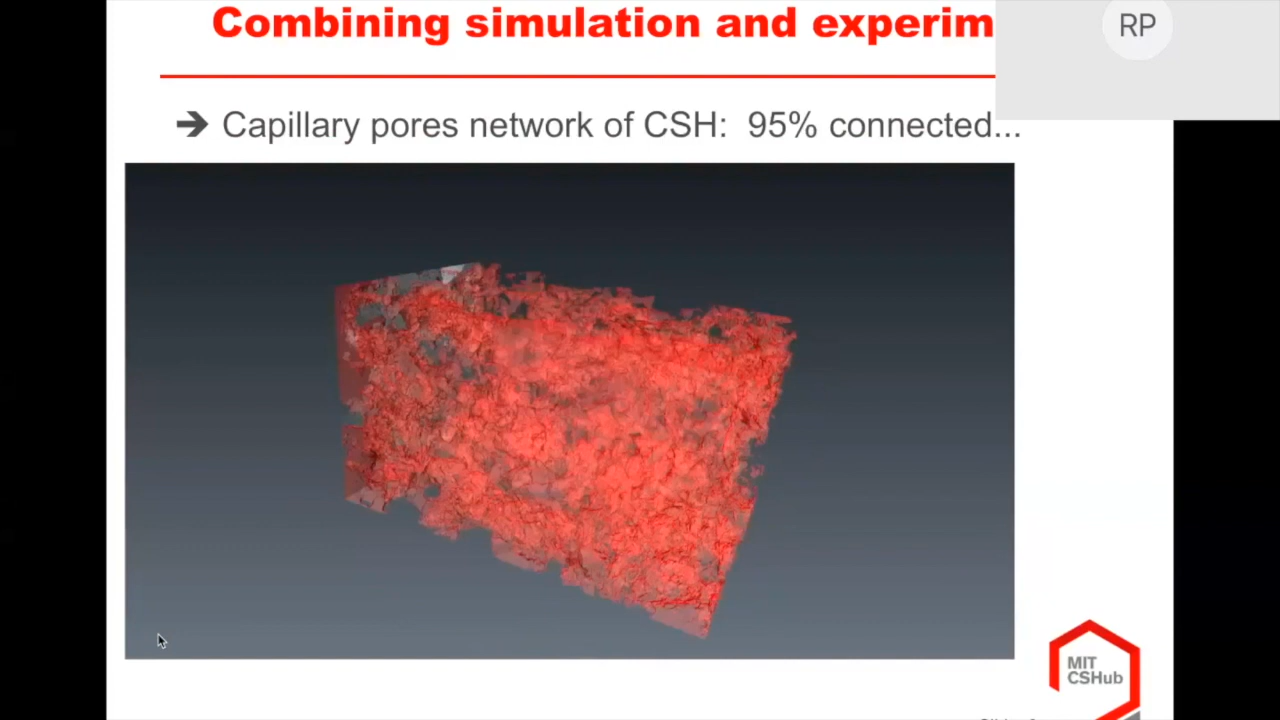 Combining simulation and experim
RP
➔ Capillary pores network of CSH: 95% connected...
MIT
CSHub